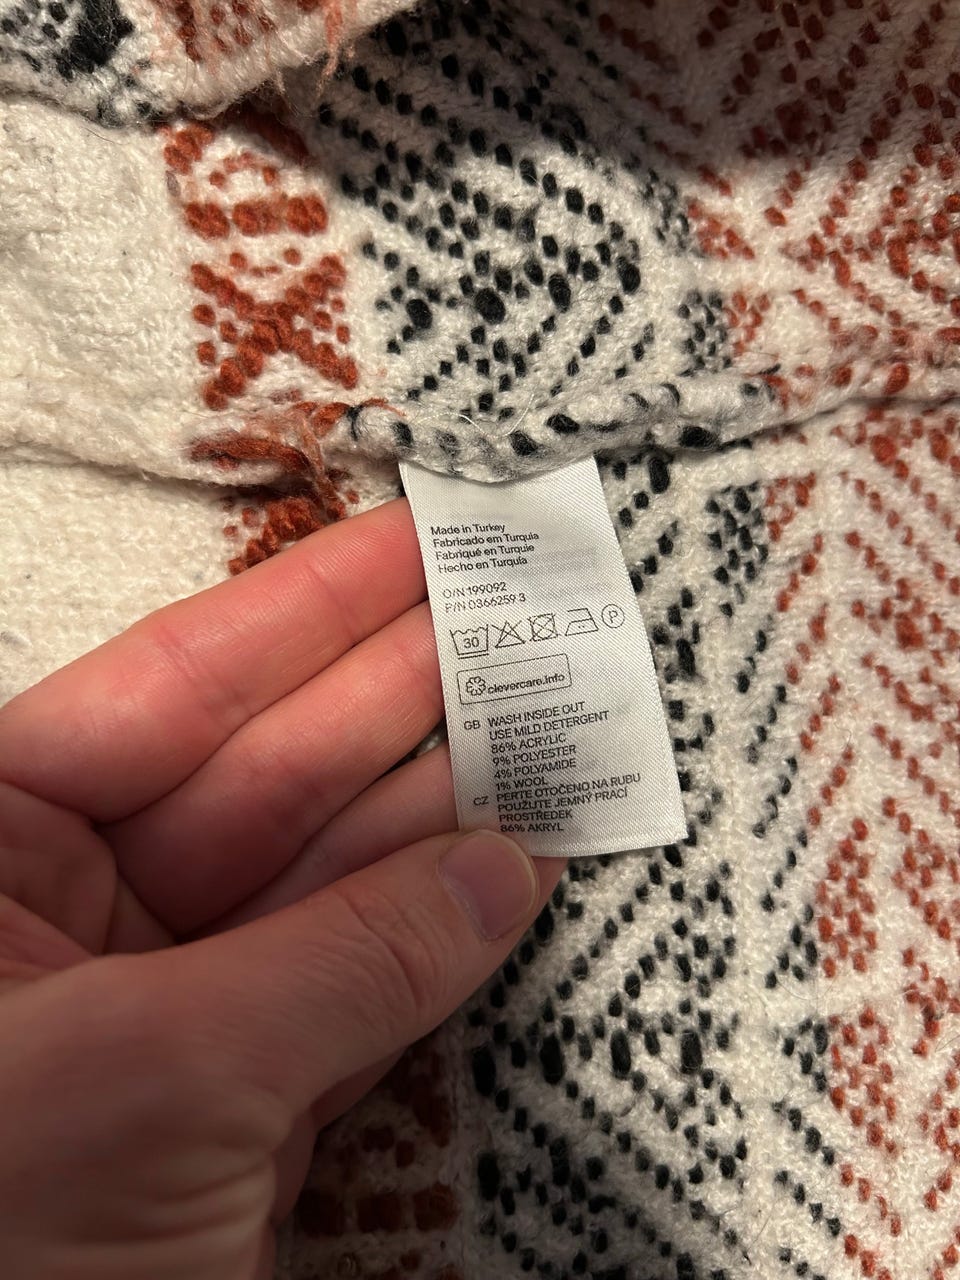 Made in Turkey
Fabricado em Turquia
Fabriqué en Turquie
Hecho en Turquía
O/N 199092
P/N 0366259 3
30
P
clevercare.info
GB WASH INSIDE OUT
USE MILD DETERGENT
86% ACRYLIC
9% POLYESTER
4% POLYAMIDE
1% WOOL
CZ PERTE OTOČENO NA RUBU
POUŽIJTE JEMNÝ PRACÍ
PROSTŘEDEK
86% AKRYL